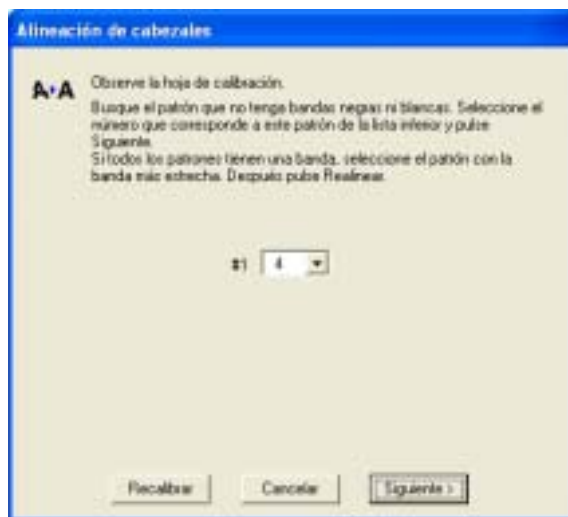 Alineación de cabezales
A A
Observe la hoja de calibración.
Busque el patrón que no tenga bandas negras ni blancas. Seleccione el
número que corresponde a este patrón de la lista inferior y pulse
Siguiente.
Si todos los patrones tienen una banda, seleccione el patrón con la
banda más estrecha. Después pulse Realinear.
#1 4
Recalibrar Cancelar Siguiente >